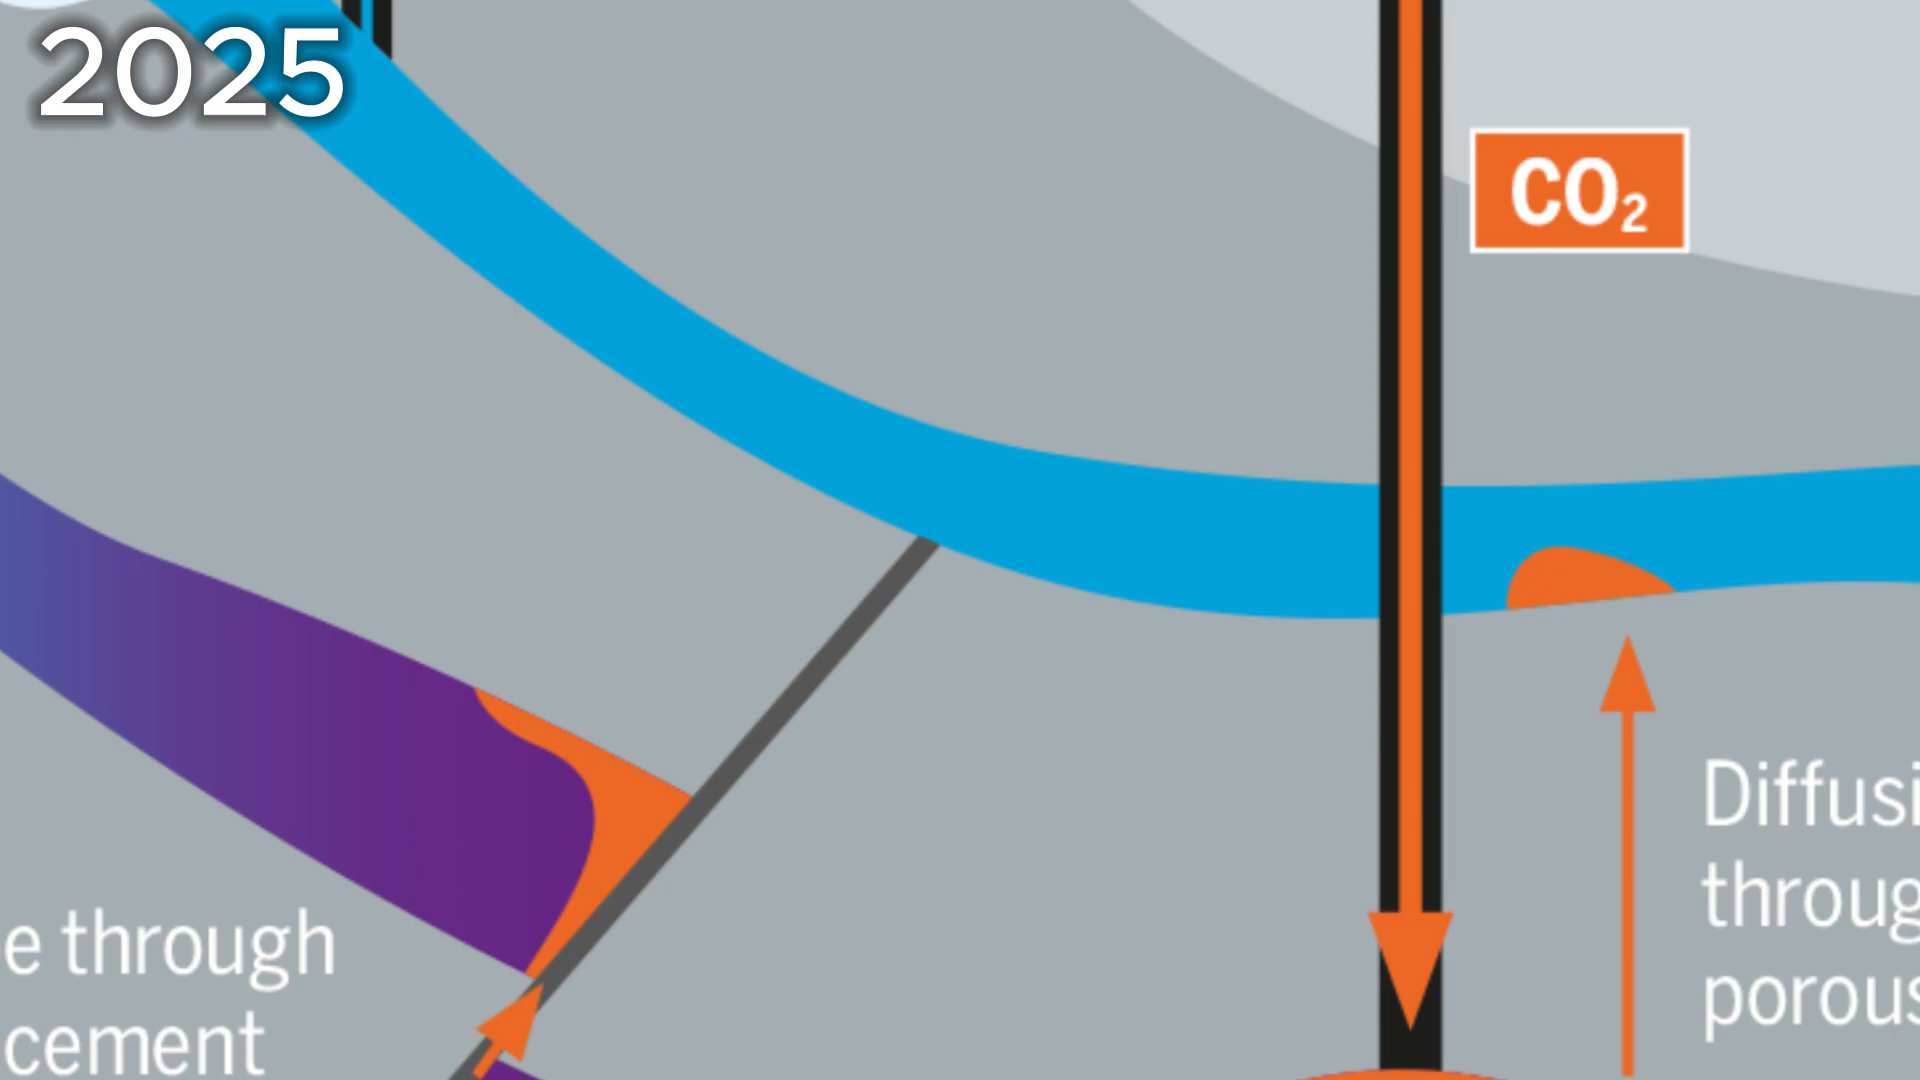 2025
CO₂
e through
cement
Diffusi
throug
porous